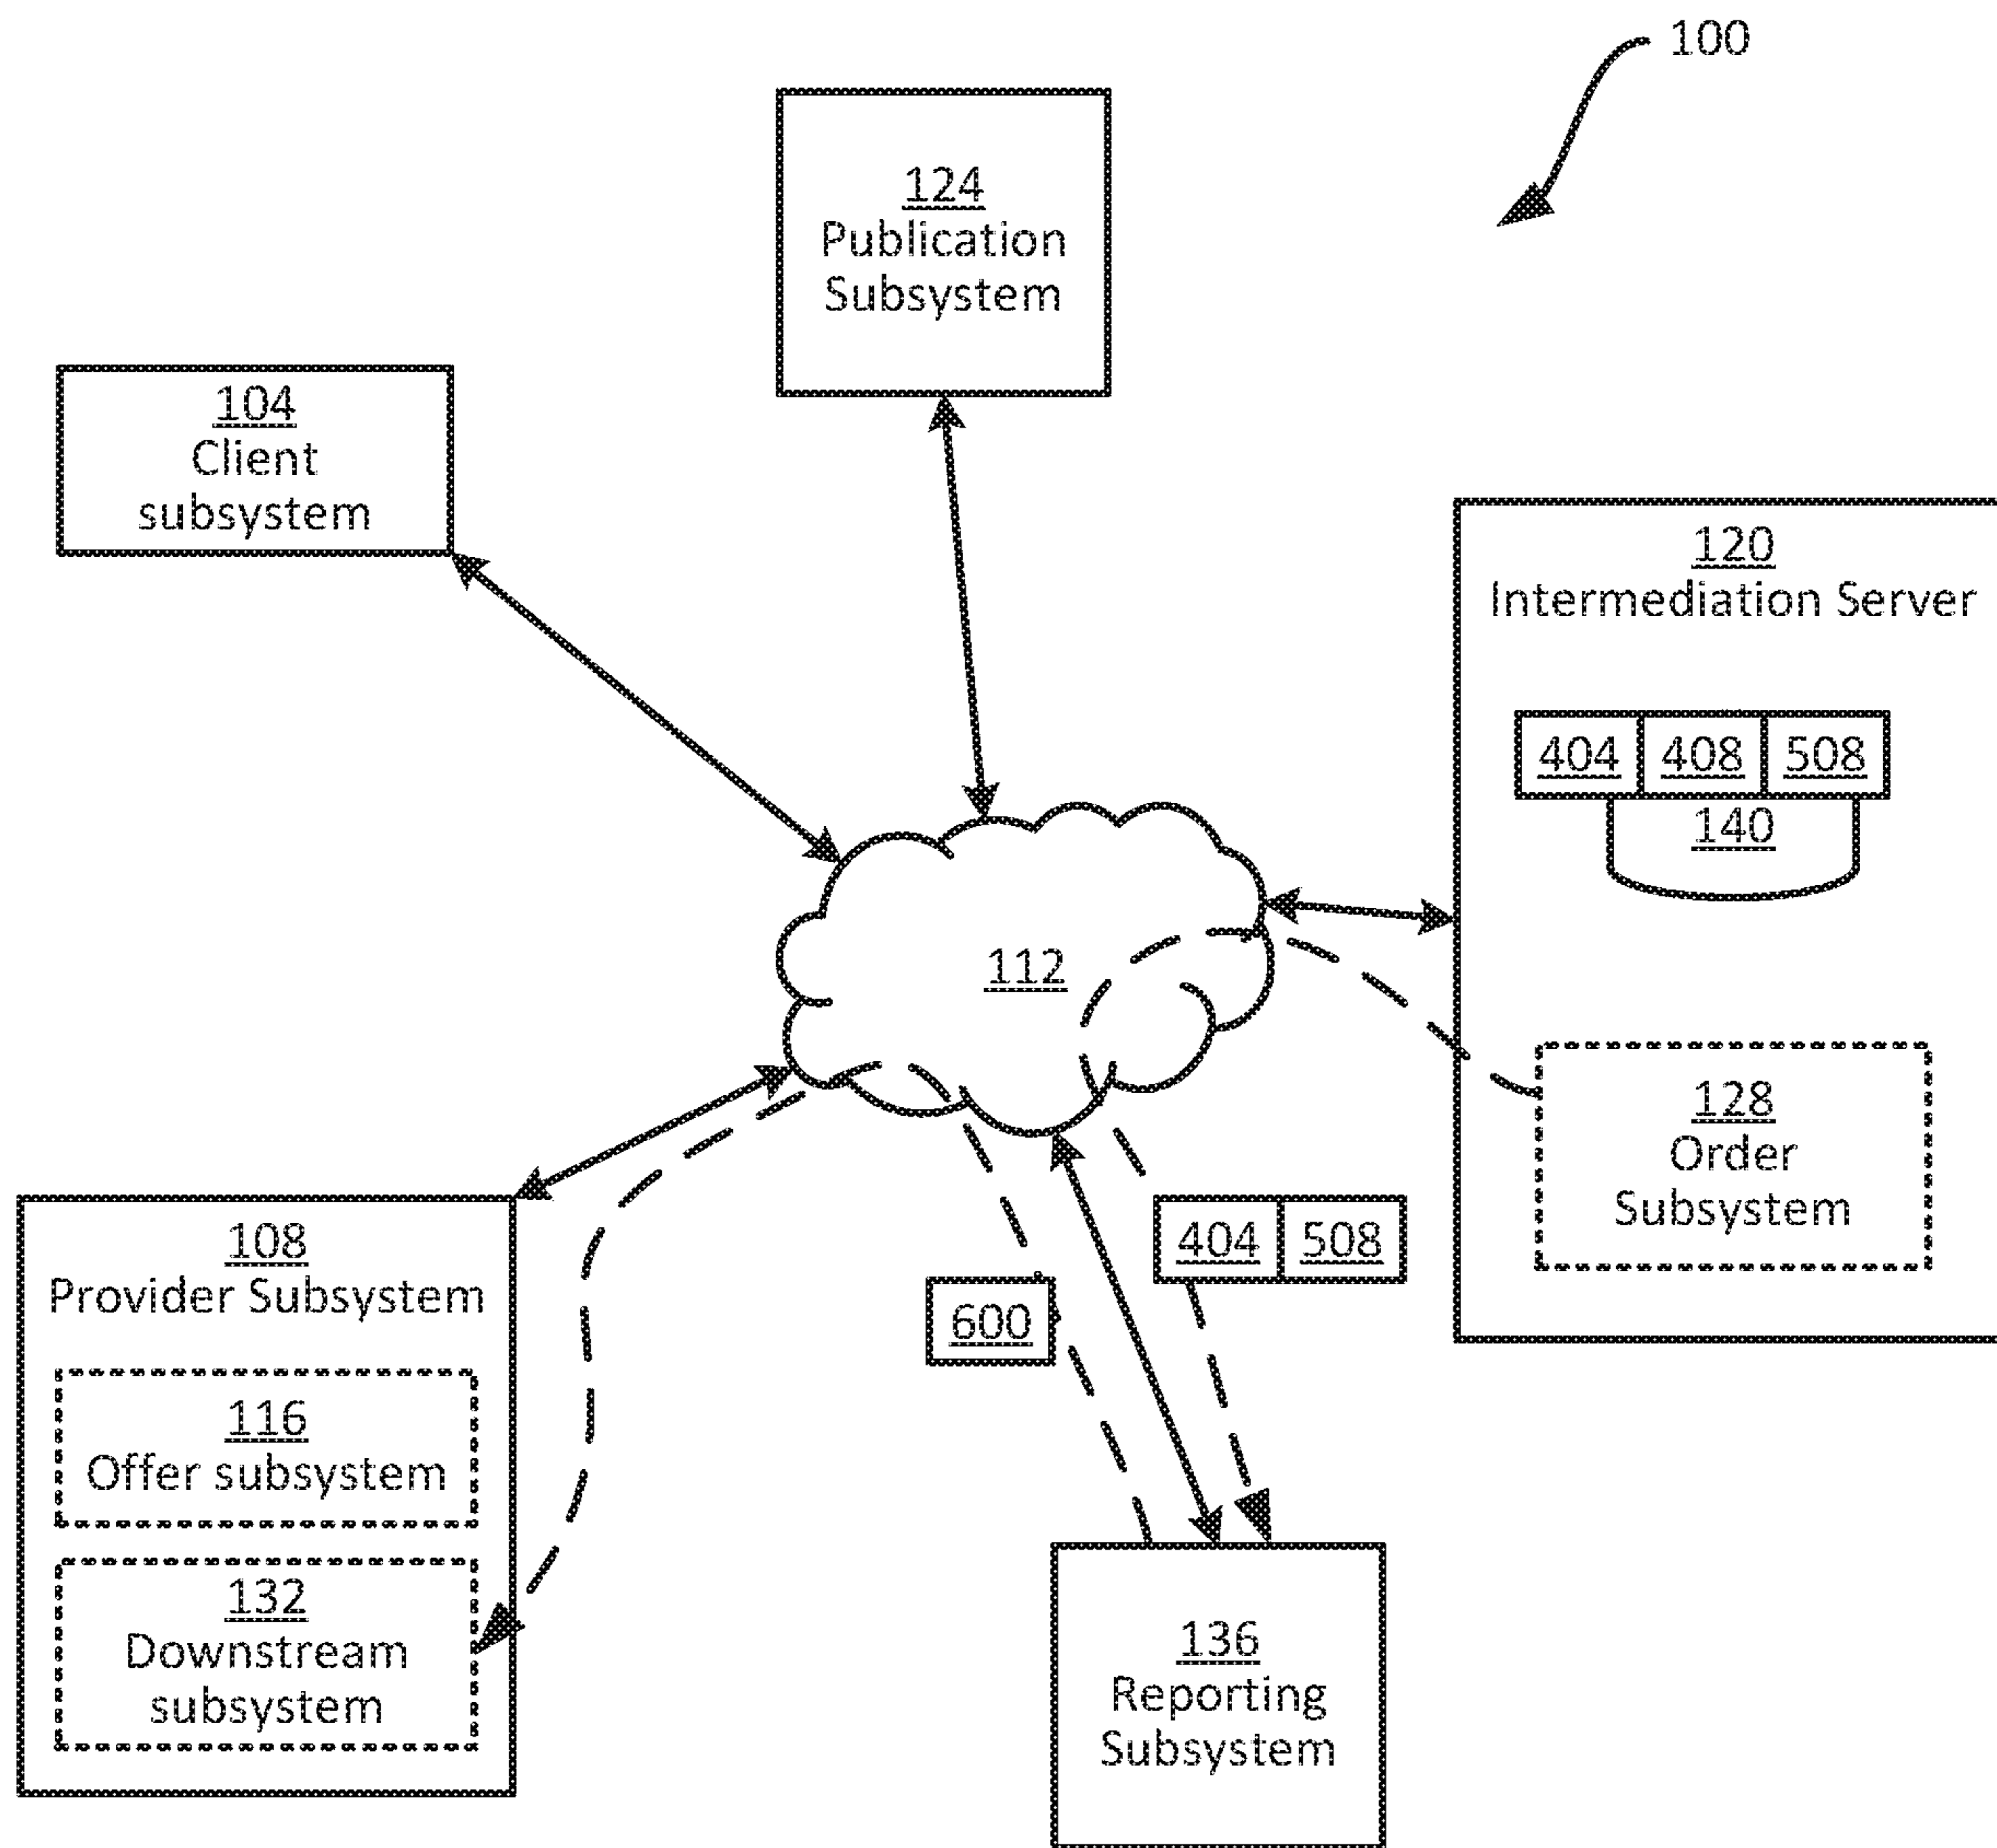 100
124
Publication
Subsystem
104
Client
subsystem
120
Intermediation Server
404 408 508
140
112
128
Order
Subsystem
108
Provider Subsystem
404 508
600
116
Offer subsystem
132
Downstream
subsystem
136
Reporting
Subsystem